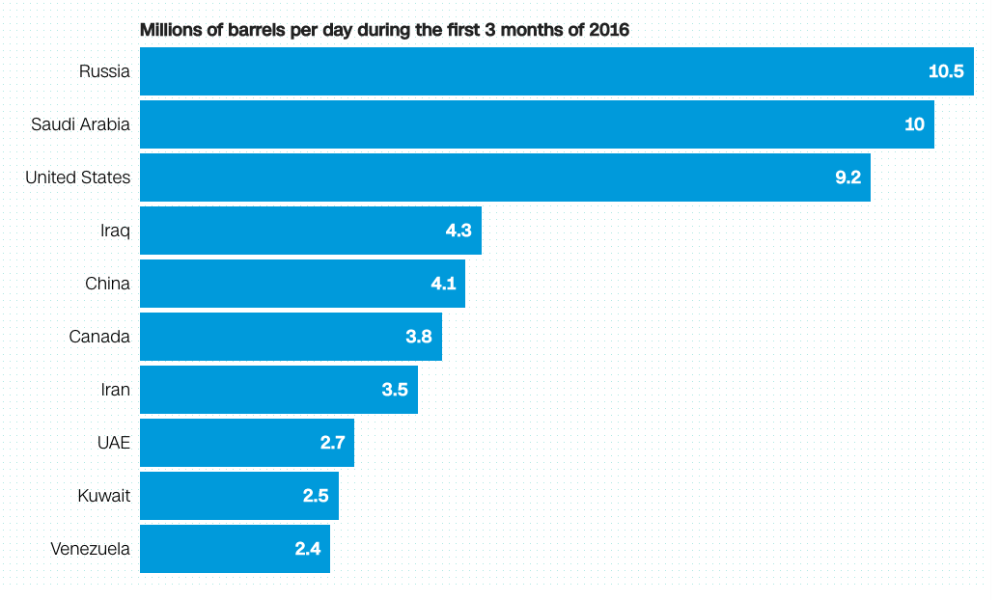 Millions of barrels per day during the first 3 months of 2016
Russia 10.5
Saudi Arabia 10
United States 9.2
Iraq 4.3
China 4.1
Canada 3.8
Iran 3.5
UAE 2.7
Kuwait 2.5
Venezuela 2.4